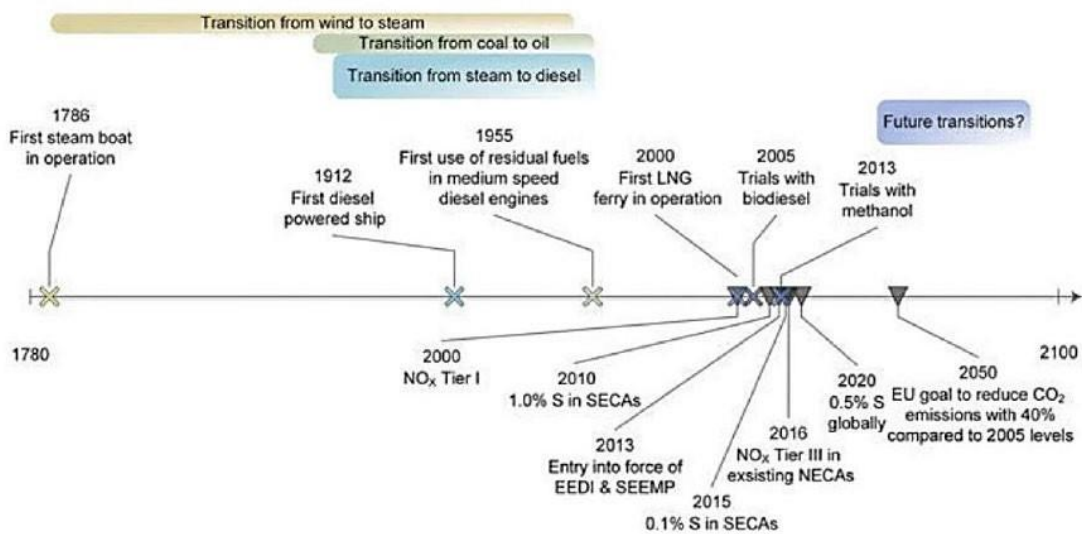 Transition from wind to steam
Transition from coal to oil
Transition from steam to diesel
Future transitions?
1786
First steam boat
in operation
1912
First diesel
powered ship
1955
First use of residual fuels
in medium speed
diesel engines
2000
First LNG
ferry in operation
2005
Trials with
biodiesel
2013
Trials with
methanol
1780
2100
2000
NOX Tier I
2010
1.0% S in SECAs
2013
Entry into force of
EEDI & SEEMP
2015
0.1% S in SECAs
2016
NOX Tier III in
exsisting NECAs
2020
0.5% S
globally
2050
EU goal to reduce CO2
emissions with 40%
compared to 2005 levels